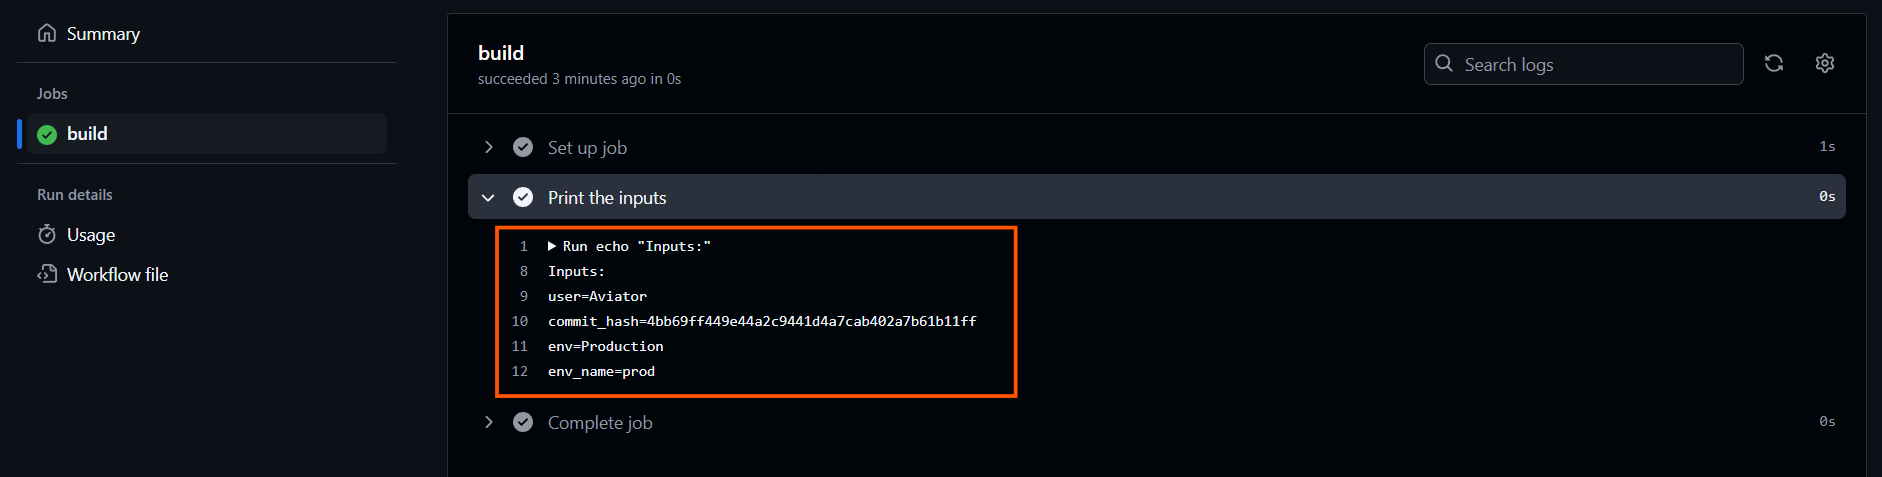 Summary
Jobs
build
Run details
Usage
Workflow file
build
succeeded 3 minutes ago in 0s
Search logs
Set up job 1s
Print the inputs 0s
1 Run echo "Inputs:"
8 Inputs:
9 user=Aviator
10 commit_hash=4bb69ff449e44a2c9441d4a7cab402a7b61b11ff
11 env=Production
12 env_name=prod
Complete job 0s